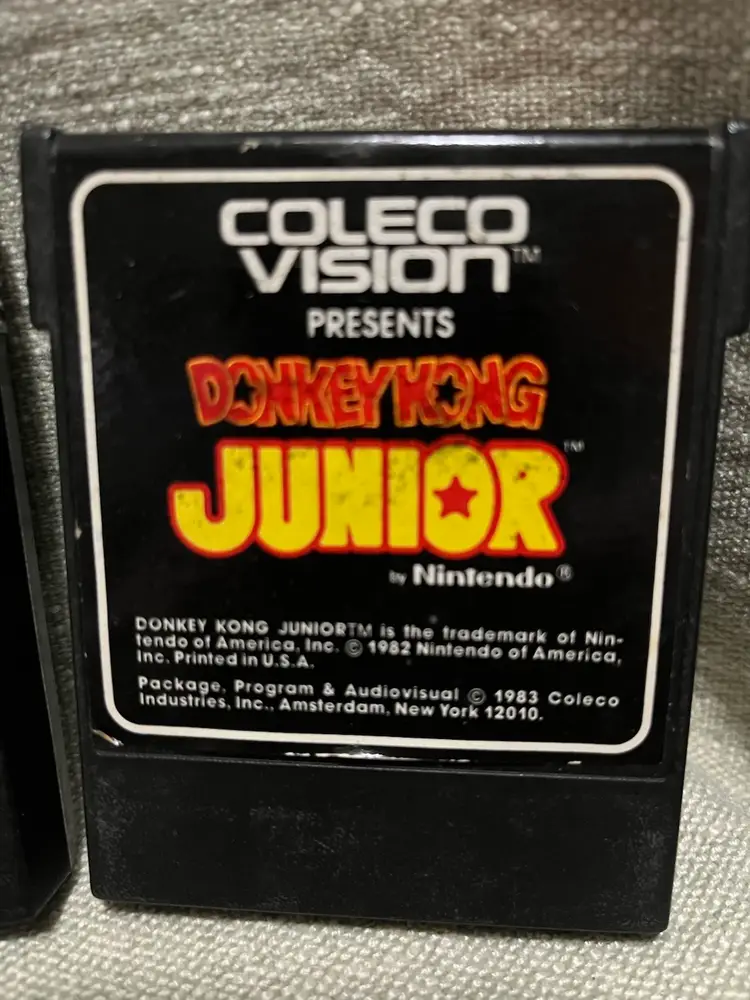 COLECO
VISION™
PRESENTS
DONKEY KONG
JUNIOR™
by Nintendo®
DONKEY KONG JUNIORTM is the trademark of Nin-
tendo of America, Inc. © 1982 Nintendo of America,
Inc. Printed in U.S.A.
Package, Program & Audiovisual © 1983 Coleco
Industries, Inc., Amsterdam, New York 12010.